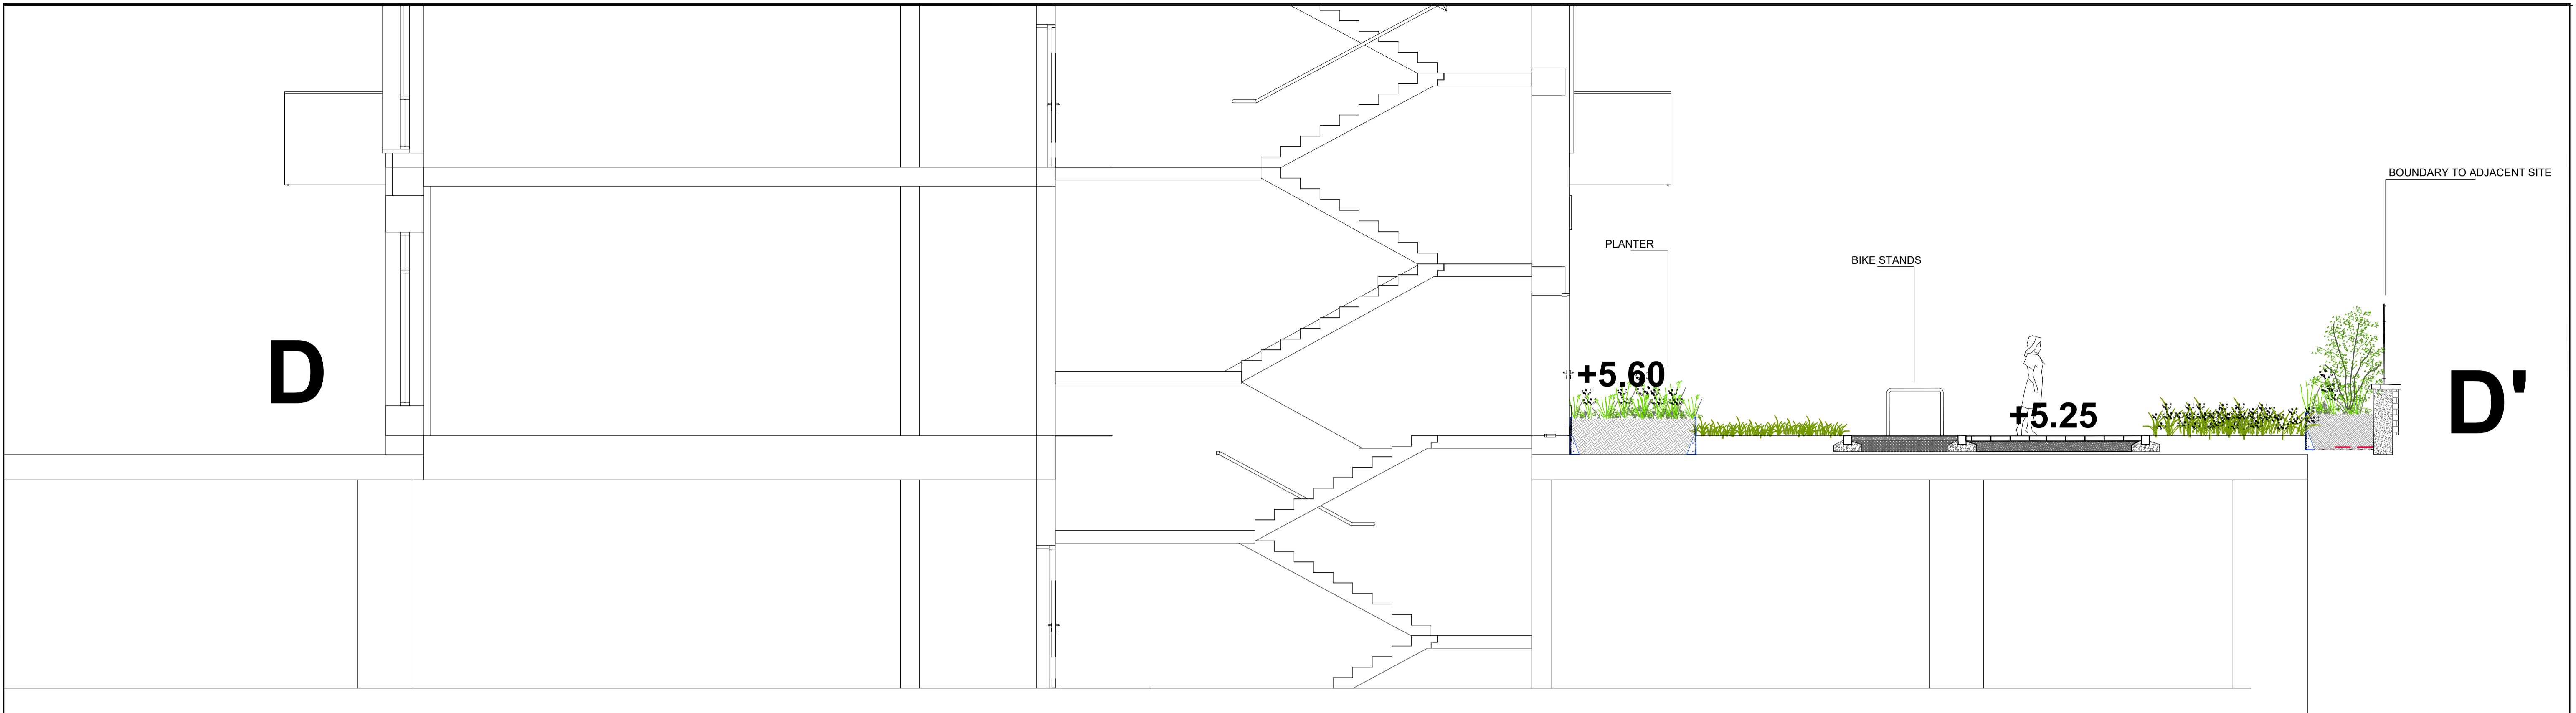 BOUNDARY TO ADJACENT SITE
PLANTER
BIKE STANDS
D
+5.60
+5.25
D'